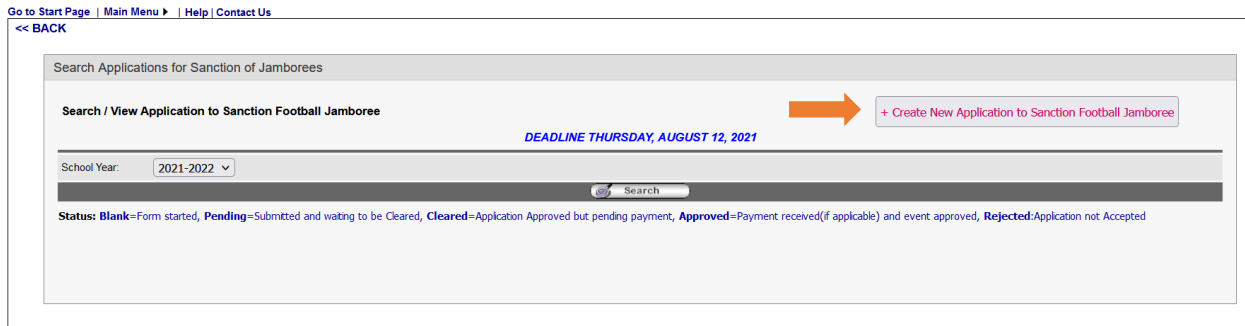 Go to Start Page | Main Menu ▶ | Help | Contact Us
<< BACK
Search Applications for Sanction of Jamborees
Search / View Application to Sanction Football Jamboree
+ Create New Application to Sanction Football Jamboree
DEADLINE THURSDAY, AUGUST 12, 2021
School Year: 2021-2022
Search
Status: Blank=Form started, Pending=Submitted and waiting to be Cleared, Cleared=Application Approved but pending payment, Approved=Payment received(if applicable) and event approved, Rejected:Application not Accepted